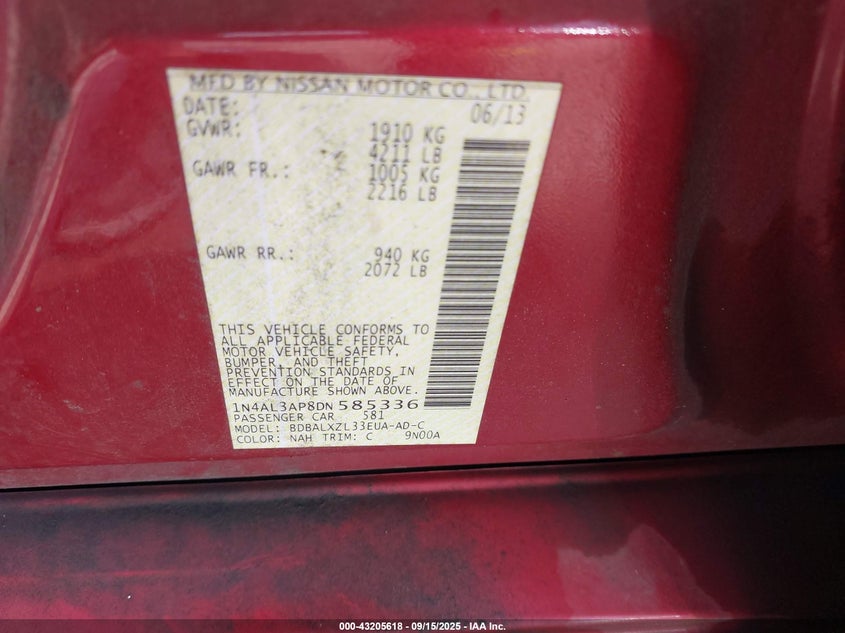 MFD BY NISSAN MOTOR CO., LTD.
DATE: 06/13
GVWR: 1910 KG
4211 LB
GAWR FR.: 1005 KG
2216 LB
GAWR RR.: 940 KG
2072 LB
THIS VEHICLE CONFORMS TO
ALL APPLICABLE FEDERAL
MOTOR VEHICLE SAFETY,
BUMPER, AND THEFT
PREVENTION STANDARDS IN
EFFECT ON THE DATE OF
MANUFACTURE SHOWN ABOVE.
1N4AL3AP8DN 585336
PASSENGER CAR 581
MODEL: BDBALXZL33EUA-AD-C
COLOR: NAH TRIM: C 9N00A
000-43205618 - 09/15/2025 - IAA Inc.